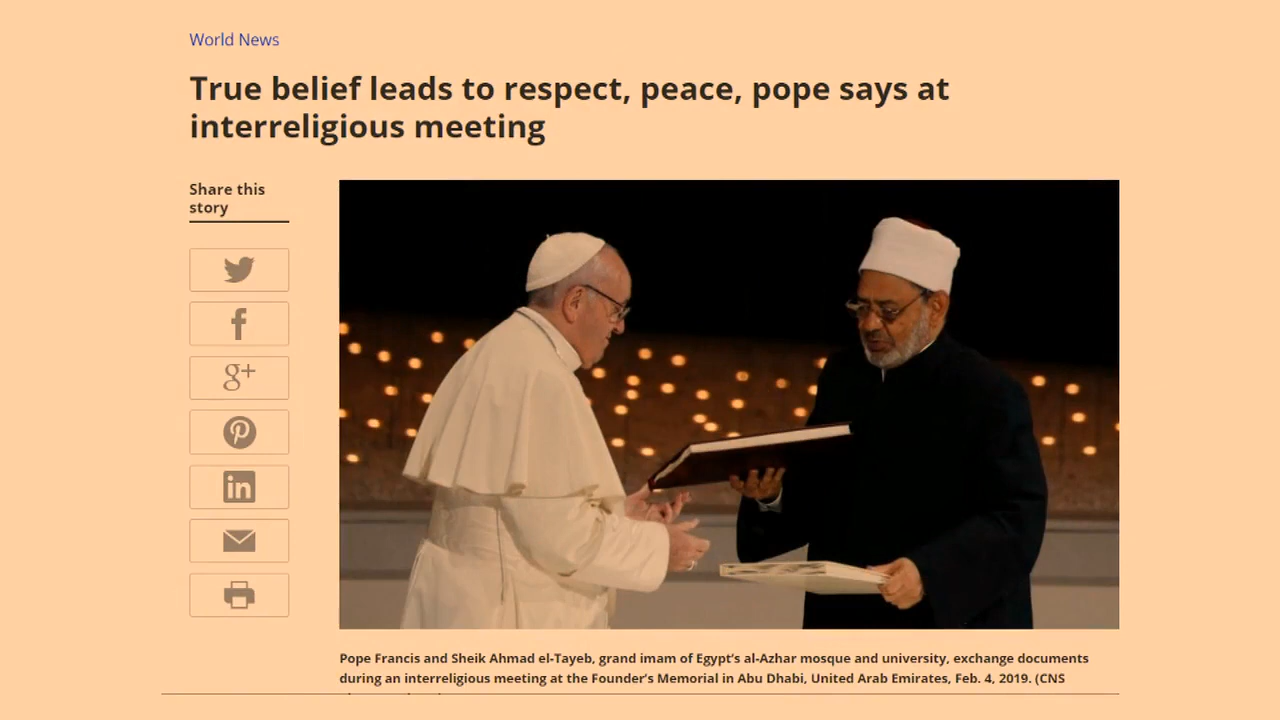 World News
True belief leads to respect, peace, pope says at
interreligious meeting
Share this
story
g+
in
Pope Francis and Sheik Ahmad el-Tayeb, grand imam of Egypt's al-Azhar mosque and university, exchange documents
during an interreligious meeting at the Founder's Memorial in Abu Dhabi, United Arab Emirates, Feb. 4, 2019. (CNS